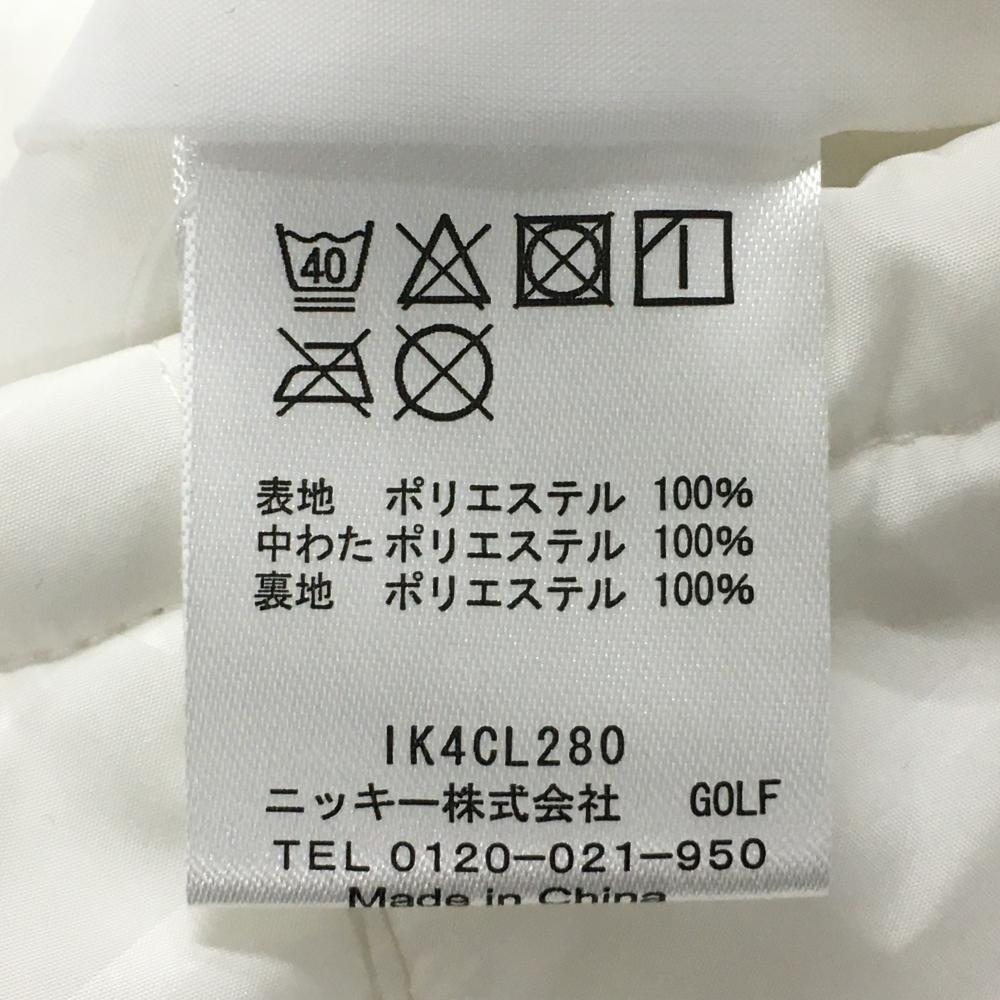 40
表地 ポリエステル 100%
中わた ポリエステル 100%
裏地 ポリエステル 100%
IK4CL280
ニッキー株式会社 GOLF
TEL 0120-021-950
Made in China